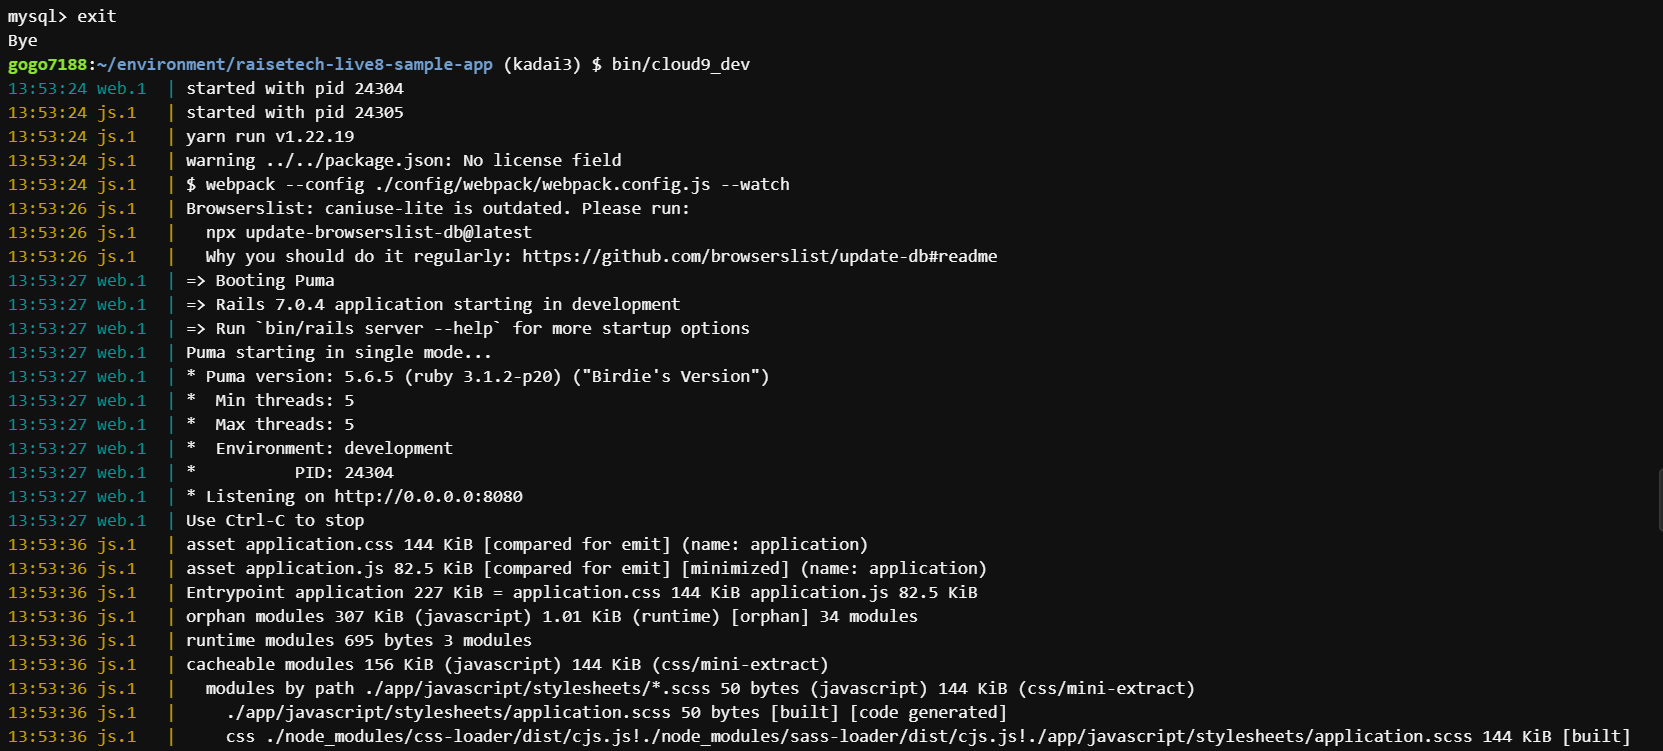 mysql> exit
Bye
gogo7188:~/environment/raisetech-live8-sample-app (kadai3) $ bin/cloud9_dev
13:53:24 web.1  | started with pid 24304
13:53:24 js.1   | started with pid 24305
13:53:24 js.1   | yarn run v1.22.19
13:53:24 js.1   | warning ../../package.json: No license field
13:53:24 js.1   | $ webpack --config ./config/webpack/webpack.config.js --watch
13:53:26 js.1   | Browserslist: caniuse-lite is outdated. Please run:
13:53:26 js.1   |   npx update-browserslist-db@latest
13:53:26 js.1   |   Why you should do it regularly: https://github.com/browserslist/update-db#readme
13:53:27 web.1  | => Booting Puma
13:53:27 web.1  | => Rails 7.0.4 application starting in development
13:53:27 web.1  | => Run `bin/rails server --help` for more startup options
13:53:27 web.1  | Puma starting in single mode...
13:53:27 web.1  | * Puma version: 5.6.5 (ruby 3.1.2-p20) ("Birdie's Version")
13:53:27 web.1  | *  Min threads: 5
13:53:27 web.1  | *  Max threads: 5
13:53:27 web.1  | *  Environment: development
13:53:27 web.1  | *          PID: 24304
13:53:27 web.1  | * Listening on http://0.0.0.0:8080
13:53:27 web.1  | Use Ctrl-C to stop
13:53:36 js.1   | asset application.css 144 KiB [compared for emit] (name: application)
13:53:36 js.1   | asset application.js 82.5 KiB [compared for emit] [minimized] (name: application)
13:53:36 js.1   | Entrypoint application 227 KiB = application.css 144 KiB application.js 82.5 KiB
13:53:36 js.1   | orphan modules 307 KiB (javascript) 1.01 KiB (runtime) [orphan] 34 modules
13:53:36 js.1   | runtime modules 695 bytes 3 modules
13:53:36 js.1   | cacheable modules 156 KiB (javascript) 144 KiB (css/mini-extract)
13:53:36 js.1   |   modules by path ./app/javascript/stylesheets/*.scss 50 bytes (javascript) 144 KiB (css/mini-extract)
13:53:36 js.1   |     ./app/javascript/stylesheets/application.scss 50 bytes [built] [code generated]
13:53:36 js.1   |     css ./node_modules/css-loader/dist/cjs.js!./node_modules/sass-loader/dist/cjs.js!./app/javascript/stylesheets/application.scss 144 KiB [built]